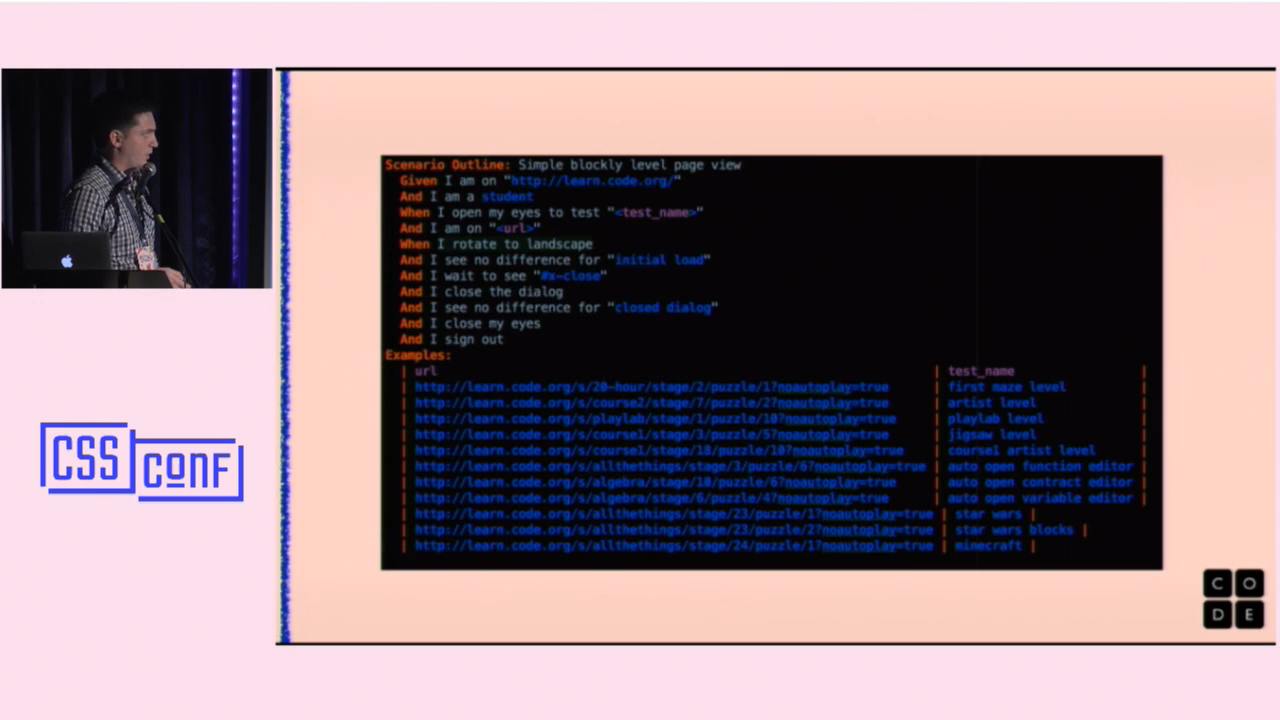 Scenario Outline: Simple blockly level page view
Given I am on "http://learn.code.org/"
And I am a student
When I open my eyes to test "<test_name>"
And I am on "<url>"
When I rotate to landscape
And I see no difference for "initial load"
And I wait to see "#x-close"
And I close the dialog
And I see no difference for "closed dialog"
And I close my eyes
And I sign out
Examples:
| url | test_name |
| http://learn.code.org/s/20-hour/stage/2/puzzle/1?noautoplay=true | first maze level |
| http://learn.code.org/s/course2/stage/7/puzzle/2?noautoplay=true | artist level |
| http://learn.code.org/s/playlab/stage/1/puzzle/10?noautoplay=true | playlab level |
| http://learn.code.org/s/course1/stage/3/puzzle/5?noautoplay=true | jigsaw level |
| http://learn.code.org/s/course1/stage/18/puzzle/10?noautoplay=true | course1 artist level |
| http://learn.code.org/s/allthethings/stage/3/puzzle/6?noautoplay=true | auto open function editor |
| http://learn.code.org/s/algebra/stage/10/puzzle/6?noautoplay=true | auto open contract editor |
| http://learn.code.org/s/algebra/stage/6/puzzle/4?noautoplay=true | auto open variable editor |
| http://learn.code.org/s/allthethings/stage/23/puzzle/1?noautoplay=true | star wars |
| http://learn.code.org/s/allthethings/stage/23/puzzle/2?noautoplay=true | star wars blocks |
| http://learn.code.org/s/allthethings/stage/24/puzzle/1?noautoplay=true | minecraft |
CSS
CONF
C O
D E